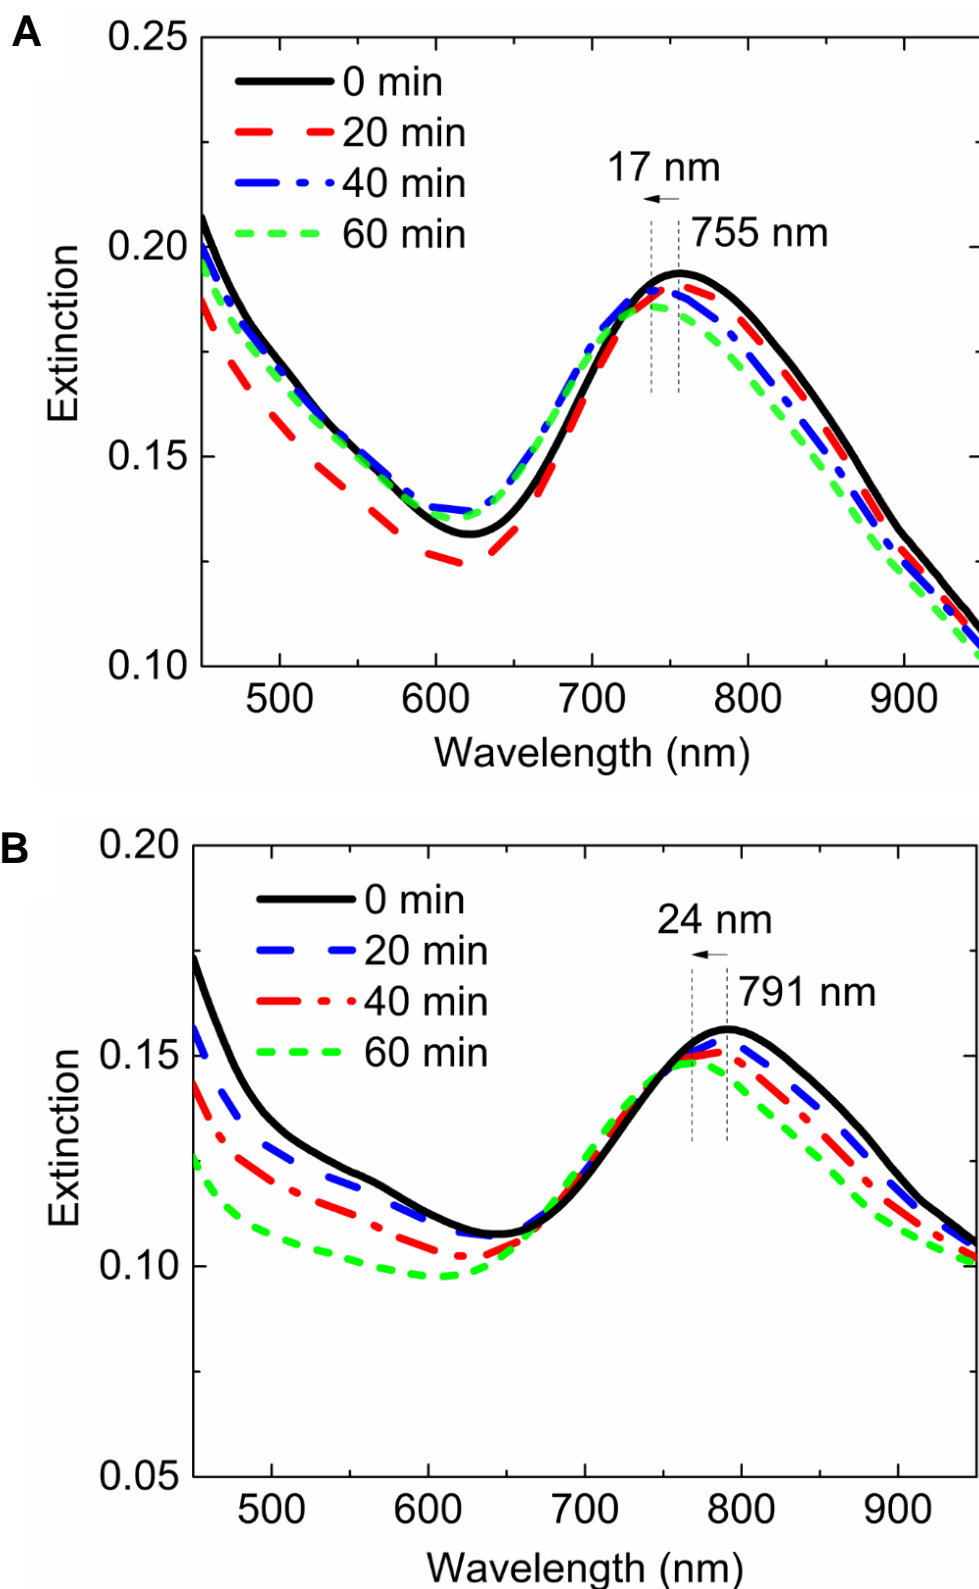 A
0.25
0 min
20 min
40 min
60 min
17 nm
755 nm
0.20
0.15
0.10
Extinction
500 600 700 800 900
Wavelength (nm)
B
0.20
0 min
20 min
40 min
60 min
24 nm
791 nm
0.15
0.10
0.05
Extinction
500 600 700 800 900
Wavelength (nm)